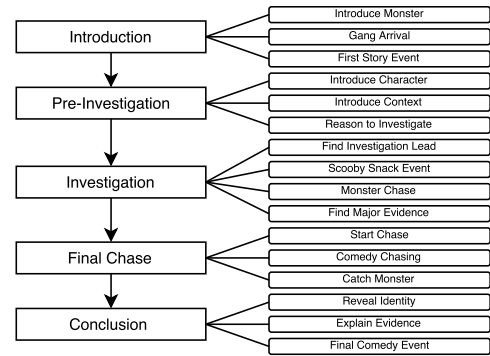 Introduction
Introduce Monster
Gang Arrival
First Story Event
Pre-Investigation
Introduce Character
Introduce Context
Reason to Investigate
Investigation
Find Investigation Lead
Scooby Snack Event
Monster Chase
Find Major Evidence
Final Chase
Start Chase
Comedy Chasing
Catch Monster
Conclusion
Reveal Identity
Explain Evidence
Final Comedy Event